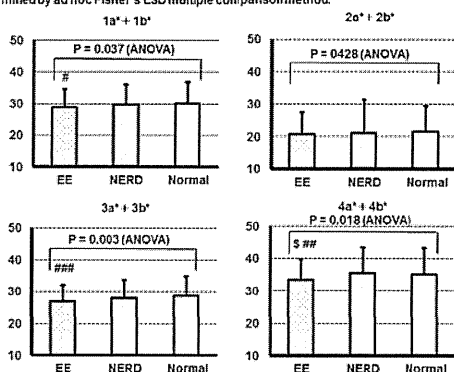 mined by ad hoc Fisher's LSD multiple comparison method.
1a* + 1b*
50
40
30
20
10
P = 0.037 (ANOVA)
#
EE NERD Normal
2a* + 2b*
50
40
30
20
10
P = 0428 (ANOVA)
EE NERD Normal
3a* + 3b*
50
40
30
20
10
P = 0.003 (ANOVA)
###
EE NERD Normal
4a* + 4b*
50
40
30
20
10
P = 0.018 (ANOVA)
$ ##
EE NERD Normal